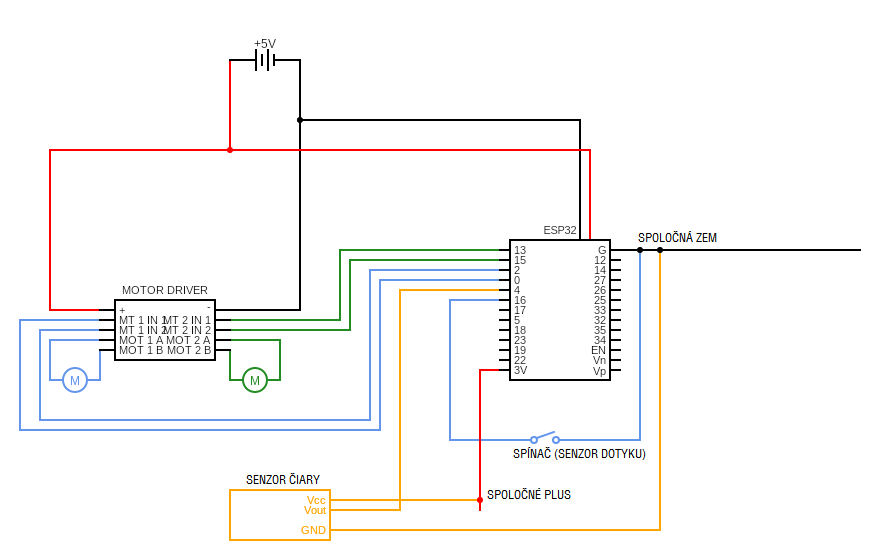 +5V
ESP32
SPOLOČNÁ ZEM
13 G
15 12
2 14
0 27
4 26
16 25
17 33
5 32
18 35
23 34
19 EN
22 Vn
3V Vp
MOTOR DRIVER
+ -
MT 1 IN 1 MT 2 IN 1
MT 1 IN 2 MT 2 IN 2
MOT 1 A MOT 2 A
MOT 1 B MOT 2 B
M M
SPÍNAČ (SENZOR DOTYKU)
SENZOR ČIARY
SPOLOČNÉ PLUS
Vcc
Vout
GND